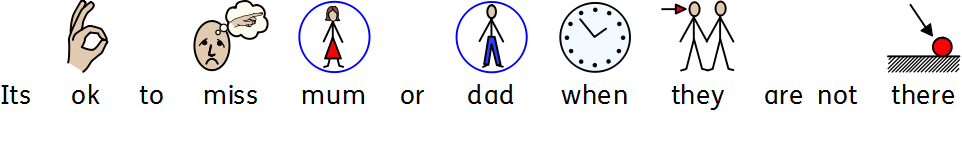 Its ok to miss mum or dad when they are not there